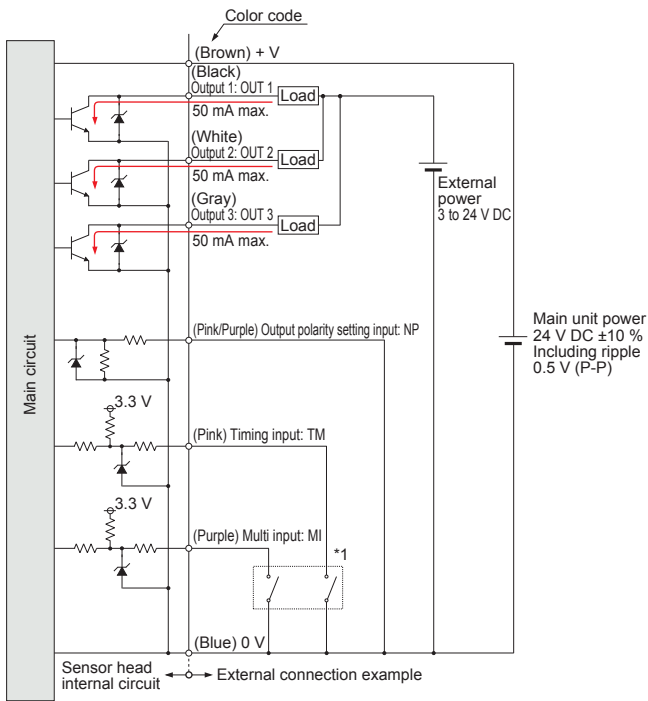 Color code
(Brown) + V
(Black)
Output 1: OUT 1
Load
50 mA max.
(White)
Output 2: OUT 2
Load
50 mA max.
(Gray)
Output 3: OUT 3
Load
50 mA max.
External
power
3 to 24 V DC
Main circuit
Main unit power
24 V DC ±10 %
Including ripple
0.5 V (P-P)
(Pink/Purple) Output polarity setting input: NP
3.3 V
(Pink) Timing input: TM
3.3 V
(Purple) Multi input: MI
*1
(Blue) 0 V
Sensor head
internal circuit
External connection example